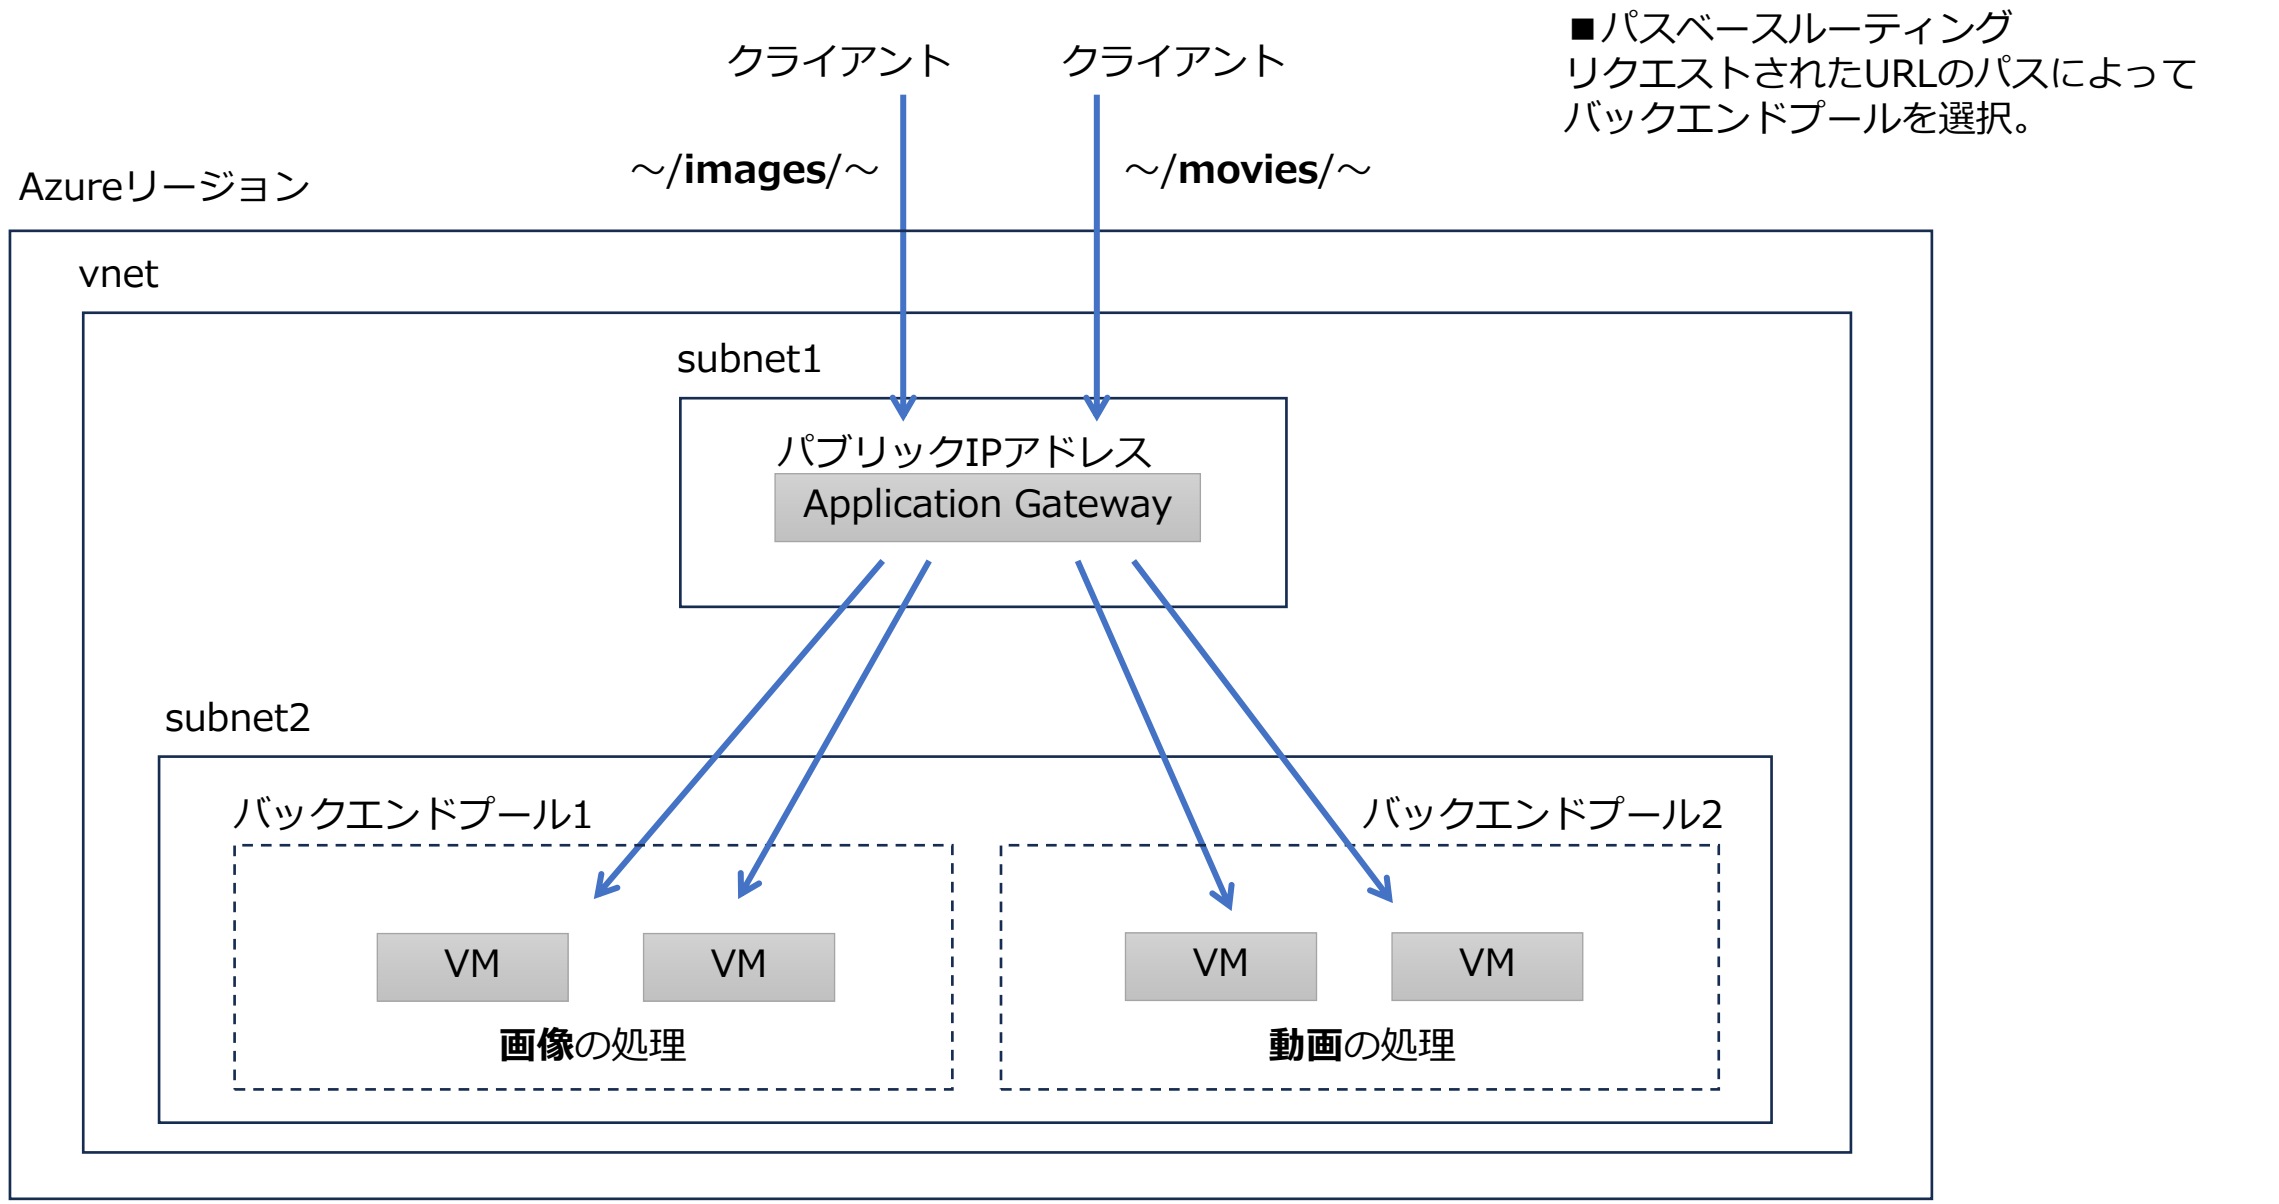 ■パスベースルーティング
リクエストされたURLのパスによって
バックエンドプールを選択。
クライアント
クライアント
～/images/～
～/movies/～
Azureリージョン
vnet
subnet1
パブリックIPアドレス
Application Gateway
subnet2
バックエンドプール1
バックエンドプール2
VM
VM
VM
VM
画像の処理
動画の処理